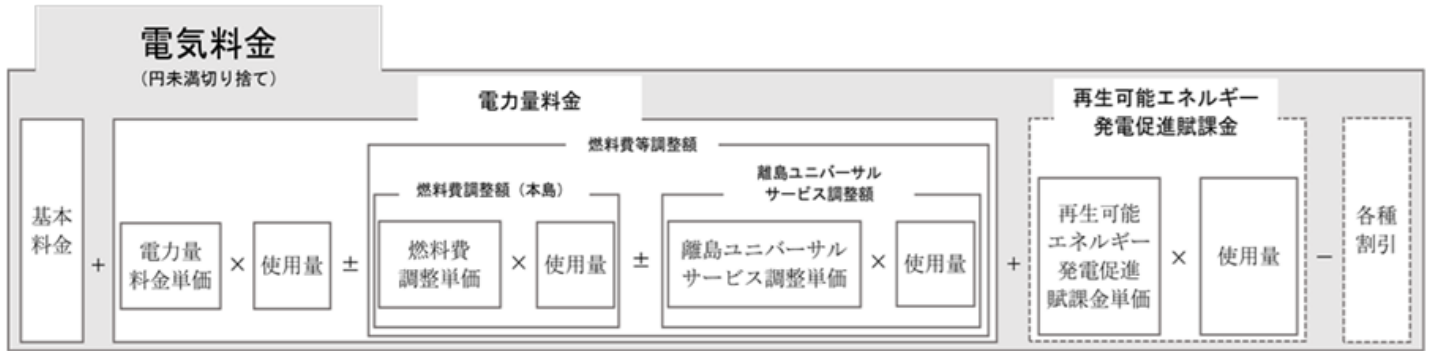 電気料金
(円未満切り捨て)
電力量料金
再生可能エネルギー
発電促進賦課金
燃料費等調整額
燃料費調整額（本島）
離島ユニバーサル
サービス調整額
基本
料金
+
電力量
料金単価
×
使用量
±
燃料費
調整単価
×
使用量
±
離島ユニバーサル
サービス調整単価
×
使用量
+
再生可能
エネルギー
発電促進
賦課金単価
×
使用量
−
各種
割引